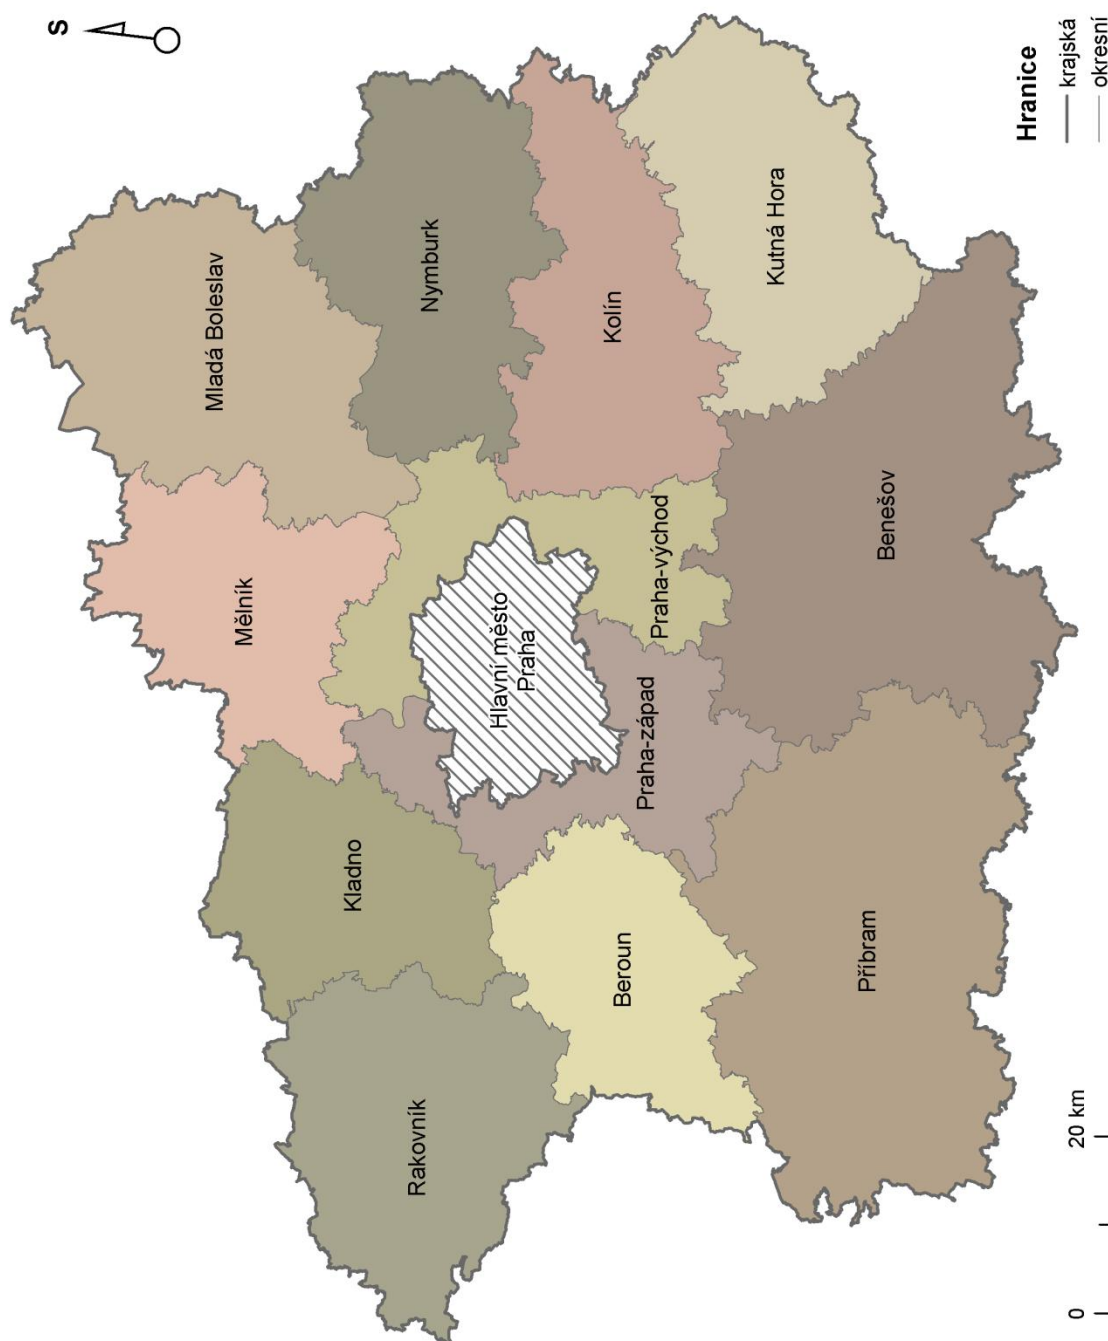 S
Mladá Boleslav
Mělník
Nymburk
Kladno
Rakovník
Hlavní město
Praha
Kolín
Praha-východ
Praha-západ
Beroun
Kutná Hora
Benešov
Příbram
Hranice
krajská
okresní
0
20 km